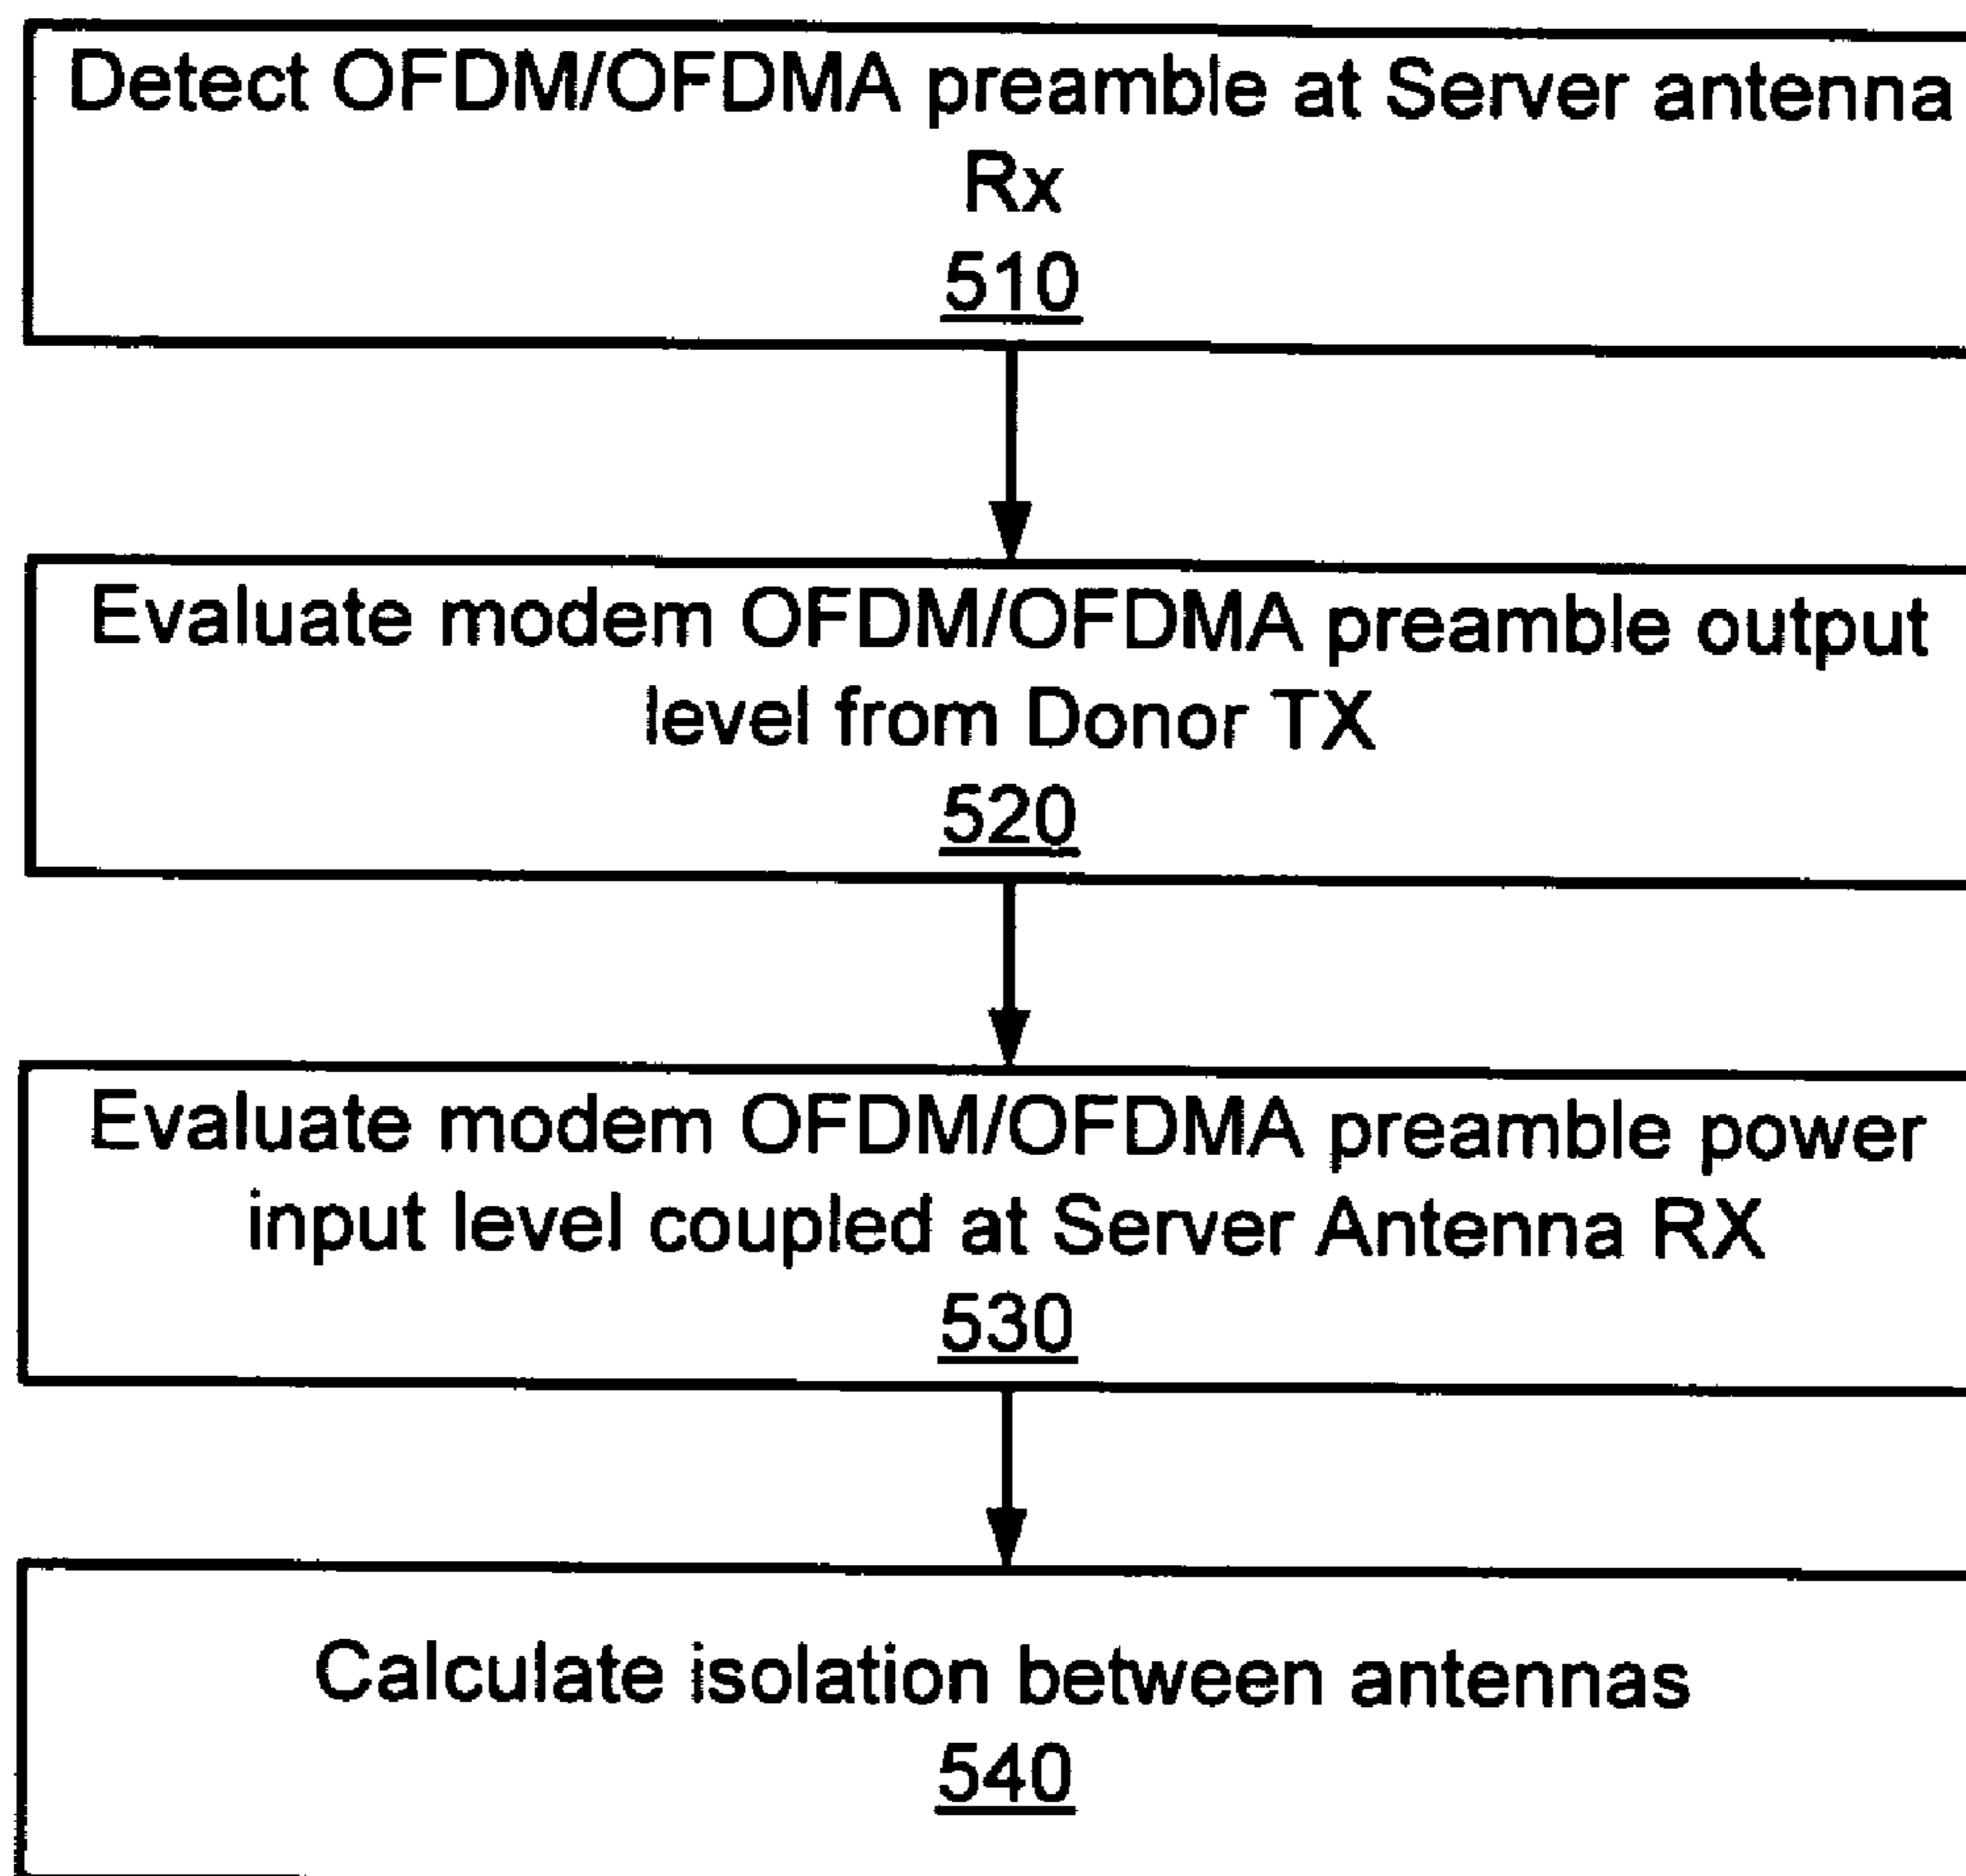 Detect OFDM/OFDMA preamble at Server antenna
Rx
510
Evaluate modem OFDM/OFDMA preamble output
level from Donor TX
520
Evaluate modem OFDM/OFDMA preamble power
input level coupled at Server Antenna RX
530
Calculate isolation between antennas
540